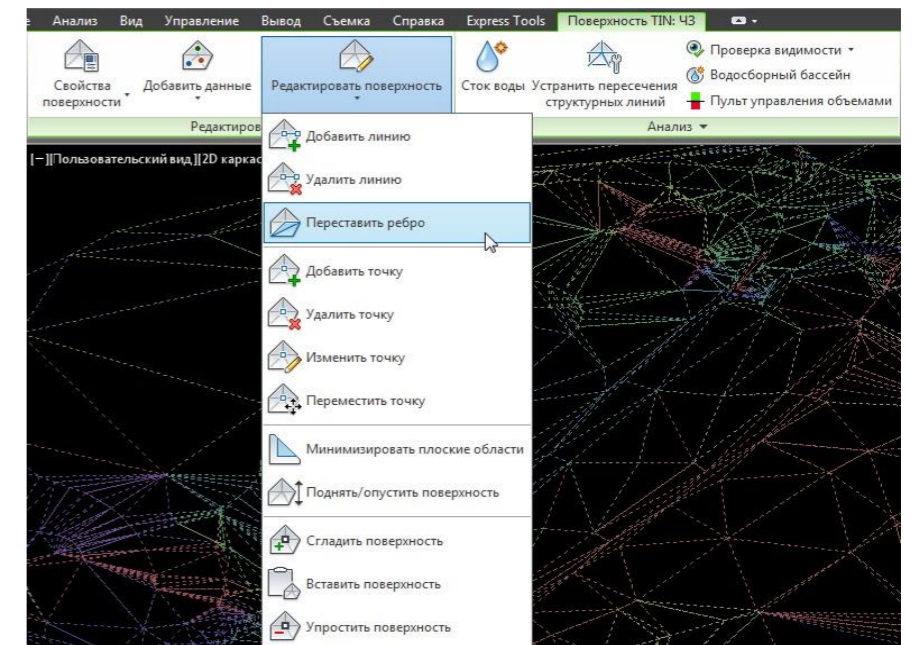 Анализ Вид Управление Вывод Съемка Справка Express Tools Поверхность TIN: ЧЗ
Свойства поверхности
Добавить данные
Редактировать поверхность
Сток воды
Устранить пересечения структурных линий
Проверка видимости
Водосборный бассейн
Пульт управления объемами
Редактиров
Анализ
[−][Пользовательский вид][2D каркас
Добавить линию
Удалить линию
Переставить ребро
Добавить точку
Удалить точку
Изменить точку
Переместить точку
Минимизировать плоские области
Поднять/опустить поверхность
Сгладить поверхность
Вставить поверхность
Упростить поверхность